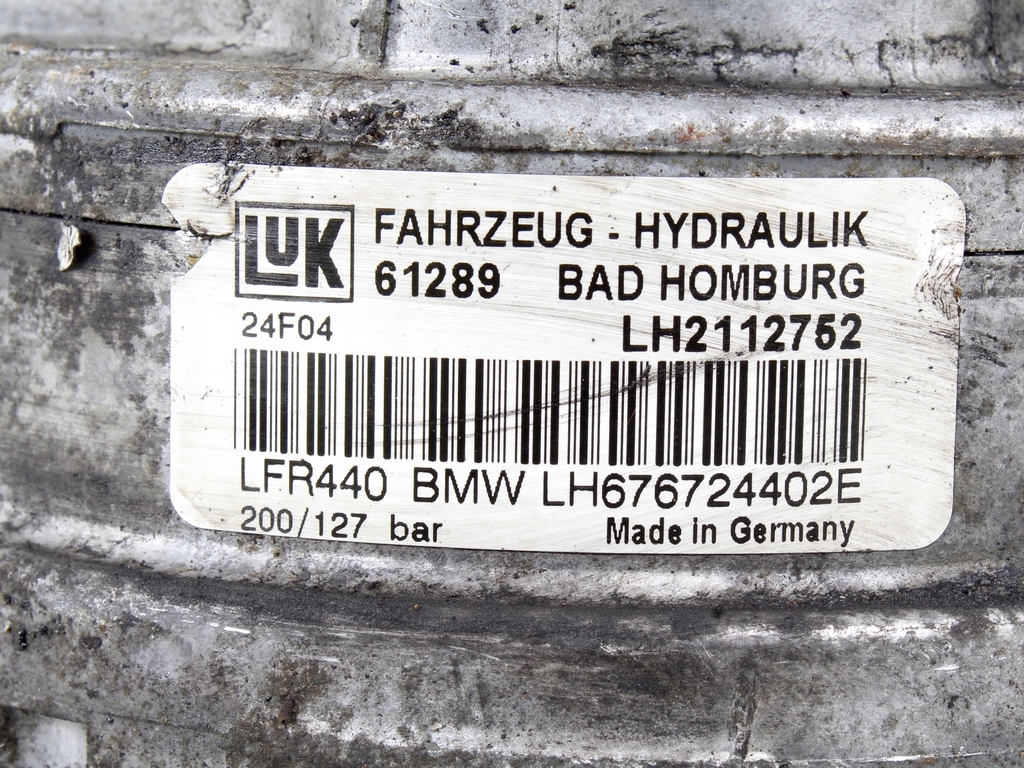 LUK FAHRZEUG - HYDRAULIK
61289 BAD HOMBURG
24F04 LH2112752
LFR440 BMW LH676724402E
200/127 bar Made in Germany